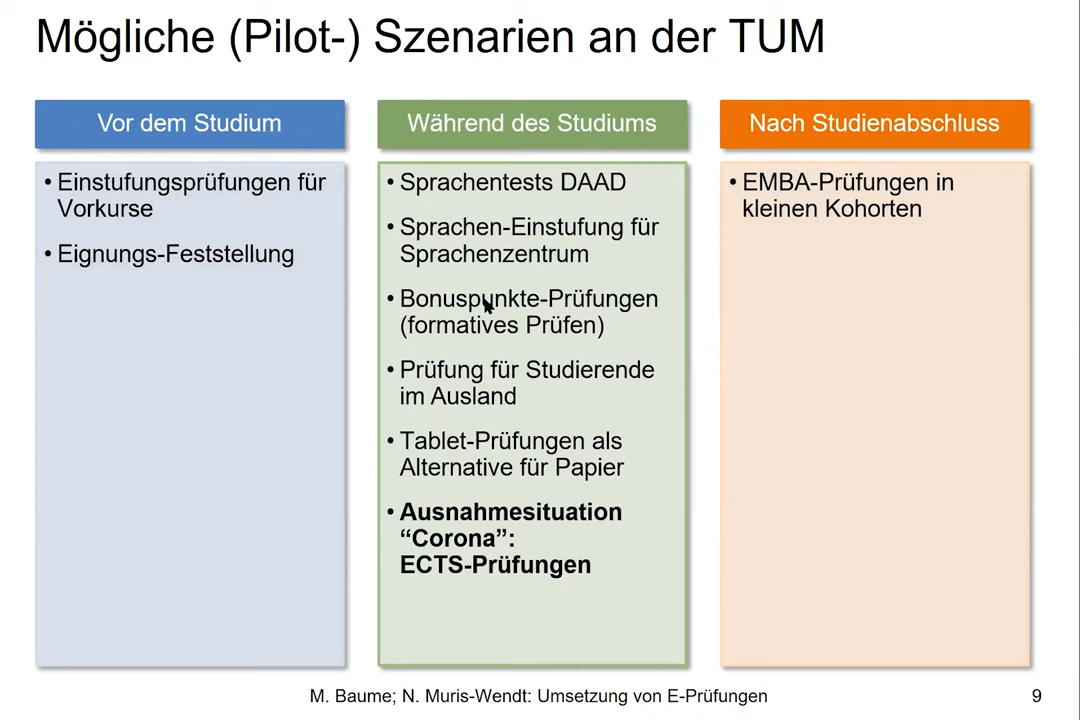 Mögliche (Pilot-) Szenarien an der TUM
Vor dem Studium
• Einstufungsprüfungen für
Vorkurse
• Eignungs-Feststellung
Während des Studiums
• Sprachentests DAAD
• Sprachen-Einstufung für
Sprachenzentrum
• Bonuspunkte-Prüfungen
(formatives Prüfen)
• Prüfung für Studierende
im Ausland
• Tablet-Prüfungen als
Alternative für Papier
• Ausnahmesituation
“Corona”:
ECTS-Prüfungen
Nach Studienabschluss
• EMBA-Prüfungen in
kleinen Kohorten
M. Baume; N. Muris-Wendt: Umsetzung von E-Prüfungen
9